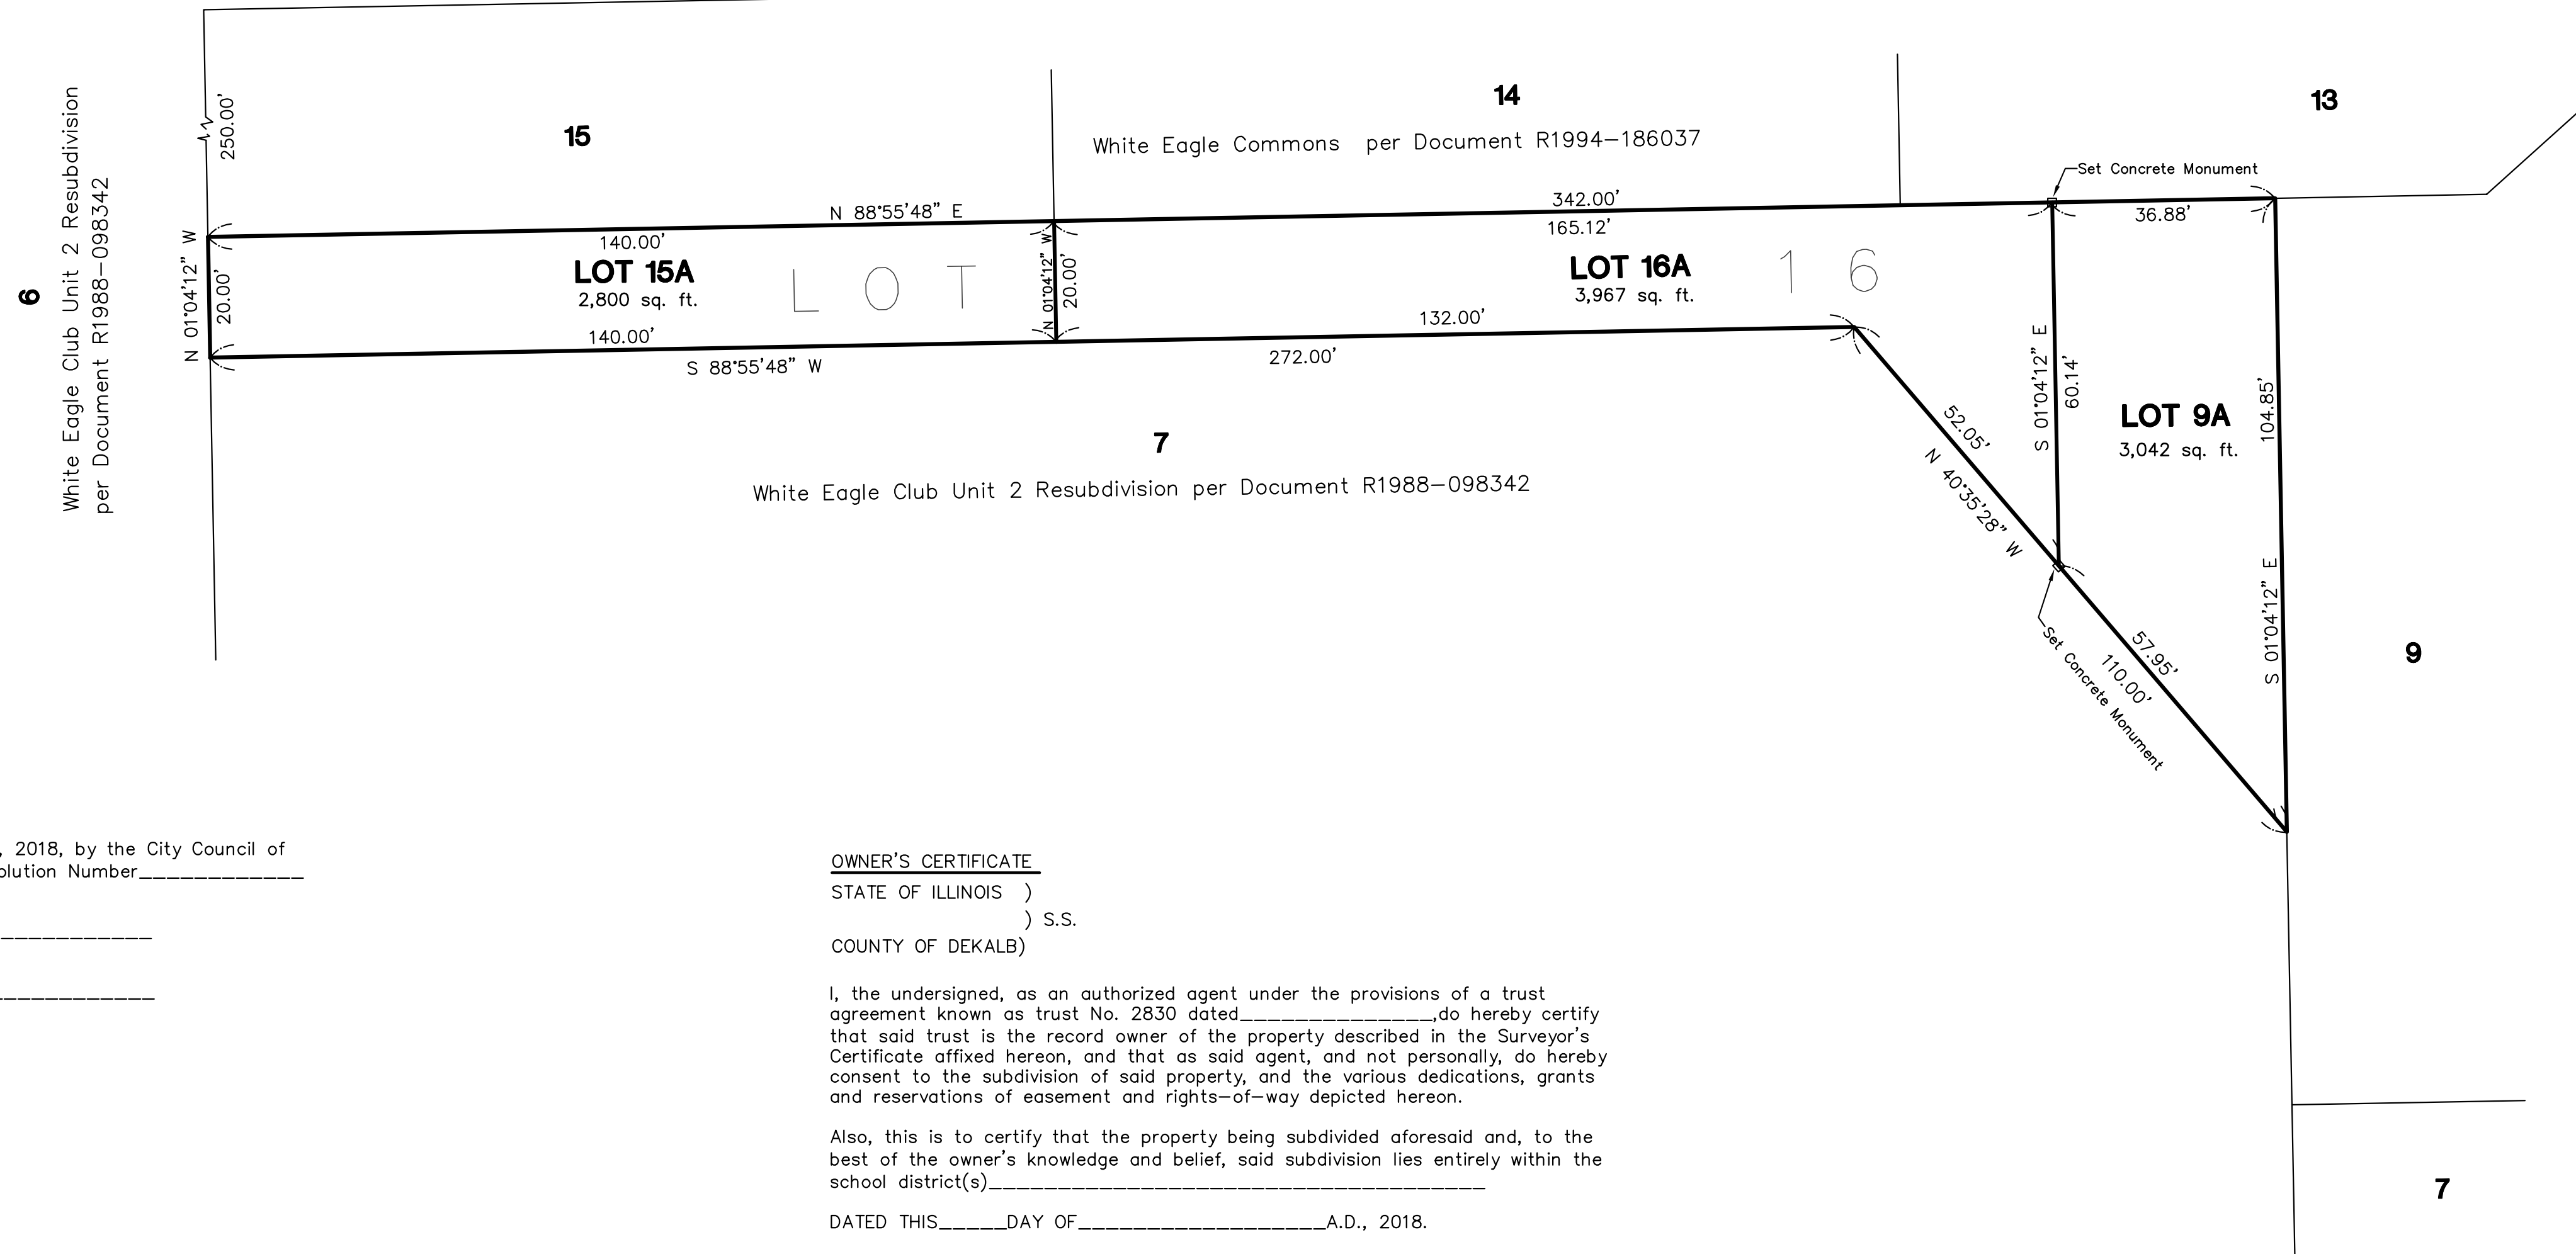 250.00'
15
14
13
White Eagle Commons per Document R1994-186037
Set Concrete Monument
6
White Eagle Club Unit 2 Resubdivision
per Document R1988-098342
N 88°55'48" E
342.00'
140.00'
165.12'
36.88'
N 01°04'12" W
20.00'
LOT 15A
2,800 sq. ft.
LOT
N 01°04'12" W
20.00'
LOT 16A
3,967 sq. ft.
16
140.00'
132.00'
S 88°55'48" W
272.00'
S 01°04'12" E
60.14'
LOT 9A
3,042 sq. ft.
104.85'
S 01°04'12" E
52.05'
N 40°35'28" W
7
White Eagle Club Unit 2 Resubdivision per Document R1988-098342
57.95'
110.00'
Set Concrete Monument
9
, 2018, by the City Council of
olution Number____________
OWNER'S CERTIFICATE
STATE OF ILLINOIS )
) S.S.
COUNTY OF DEKALB)
I, the undersigned, as an authorized agent under the provisions of a trust
agreement known as trust No. 2830 dated______________,do hereby certify
that said trust is the record owner of the property described in the Surveyor's
Certificate affixed hereon, and that as said agent, and not personally, do hereby
consent to the subdivision of said property, and the various dedications, grants
and reservations of easement and rights-of-way depicted hereon.
Also, this is to certify that the property being subdivided aforesaid and, to the
best of the owner's knowledge and belief, said subdivision lies entirely within the
school district(s)____________________________________
DATED THIS_____DAY OF__________________A.D., 2018.
7